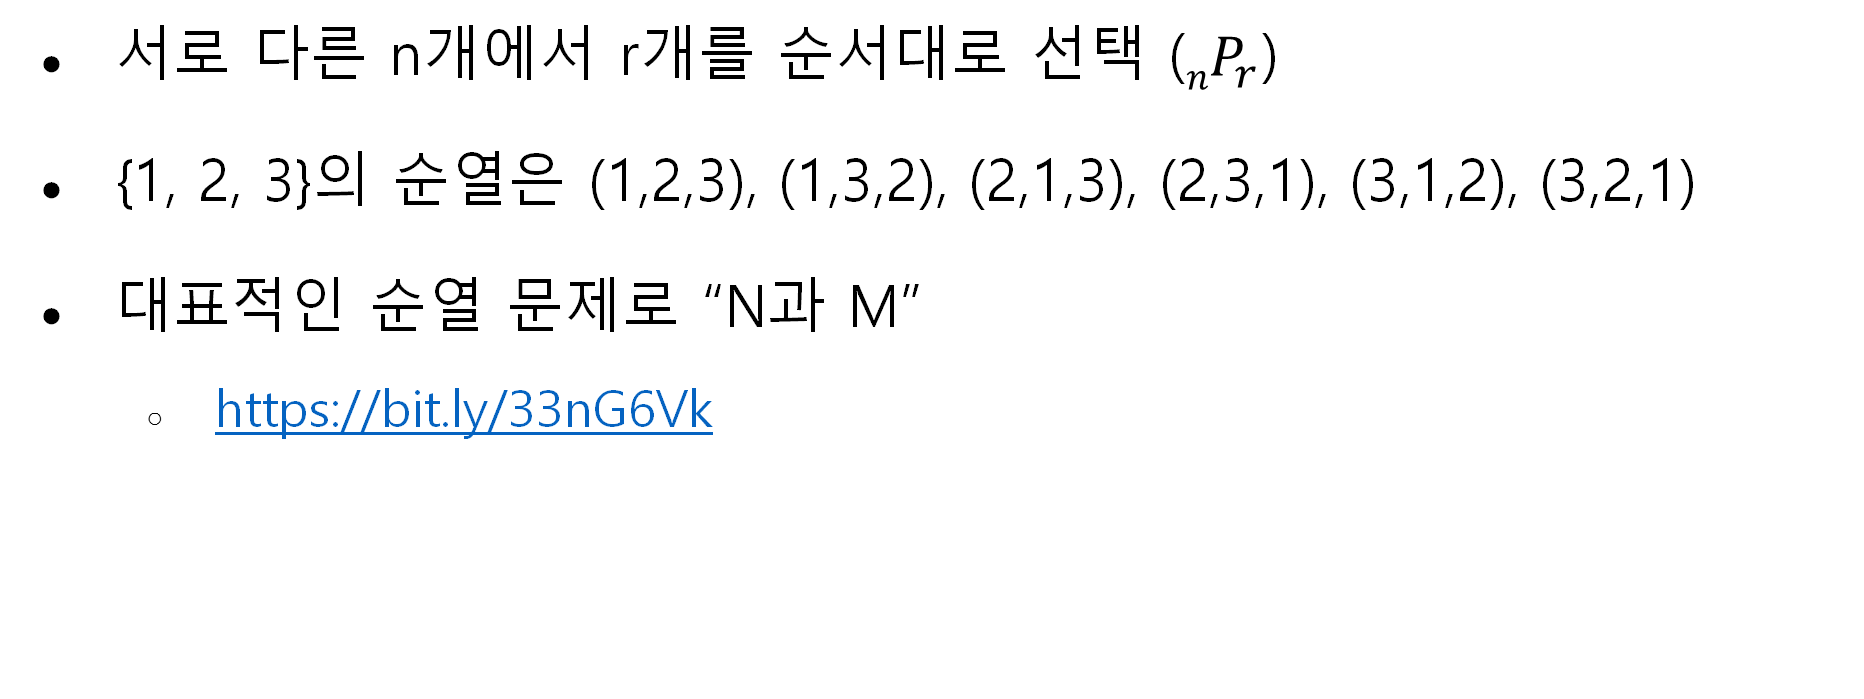 • 서로 다른 n개에서 r개를 순서대로 선택 (ₙPᵣ)
• {1, 2, 3}의 순열은 (1,2,3), (1,3,2), (2,1,3), (2,3,1), (3,1,2), (3,2,1)
• 대표적인 순열 문제로 “N과 M”
○ https://bit.ly/33nG6Vk